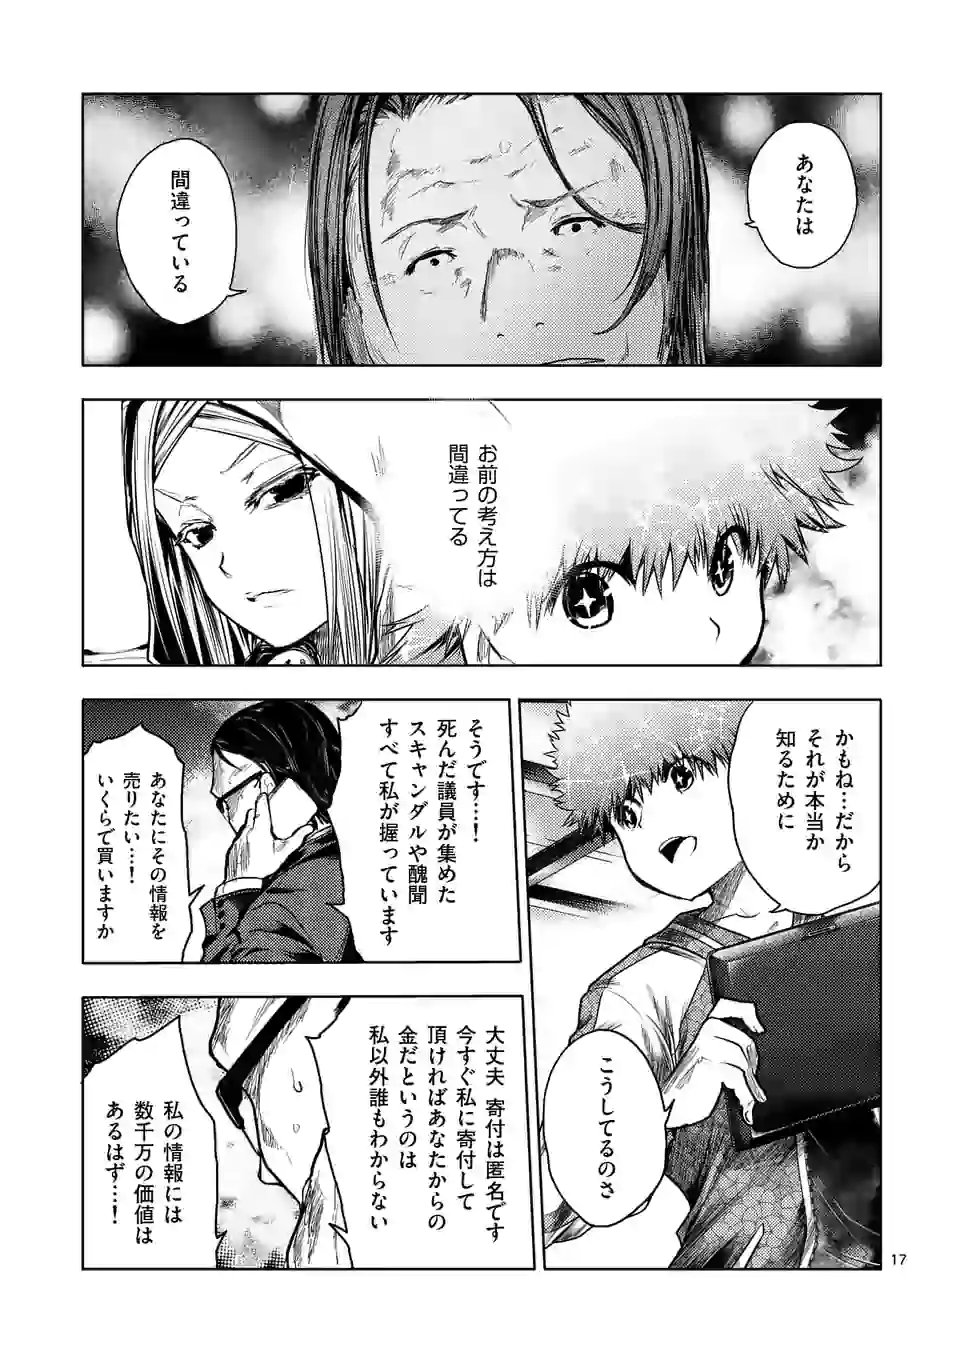 あなたは
間違っている
お前の考え方は
間違ってる
かもね…だから
それが本当か
知るために
こうしてるのさ
そうです…！
死んだ議員が集めた
スキャンダルや醜聞
すべて私が握っています
あなたにその情報を
売りたい…！
いくらで買いますか
大丈夫 寄付は匿名です
今すぐ私に寄付して
頂ければあなたからの
金だというのは
私以外誰もわからない
私の情報には
数千万の価値は
あるはず…！
17